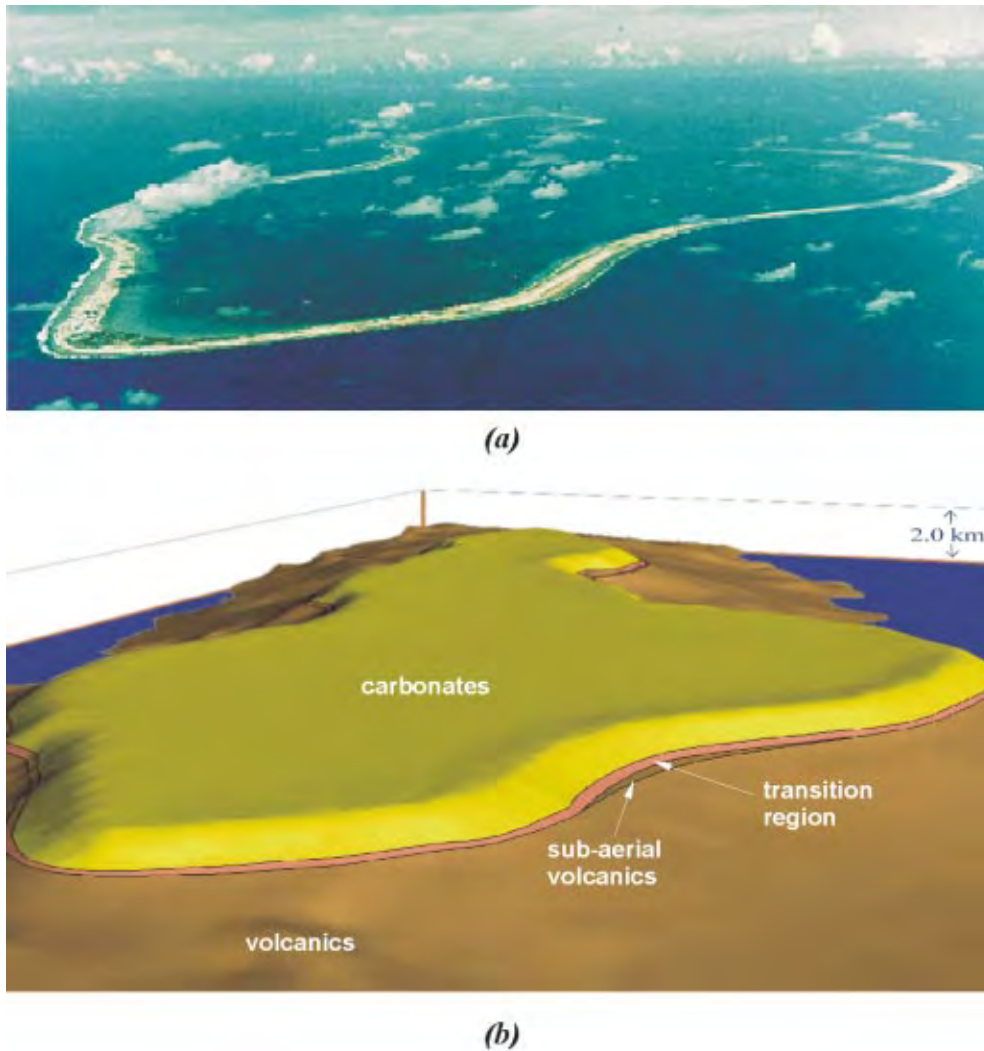 (a)
2.0 km
carbonates
transition
region
sub-aerial
volcanics
volcanics
(b)